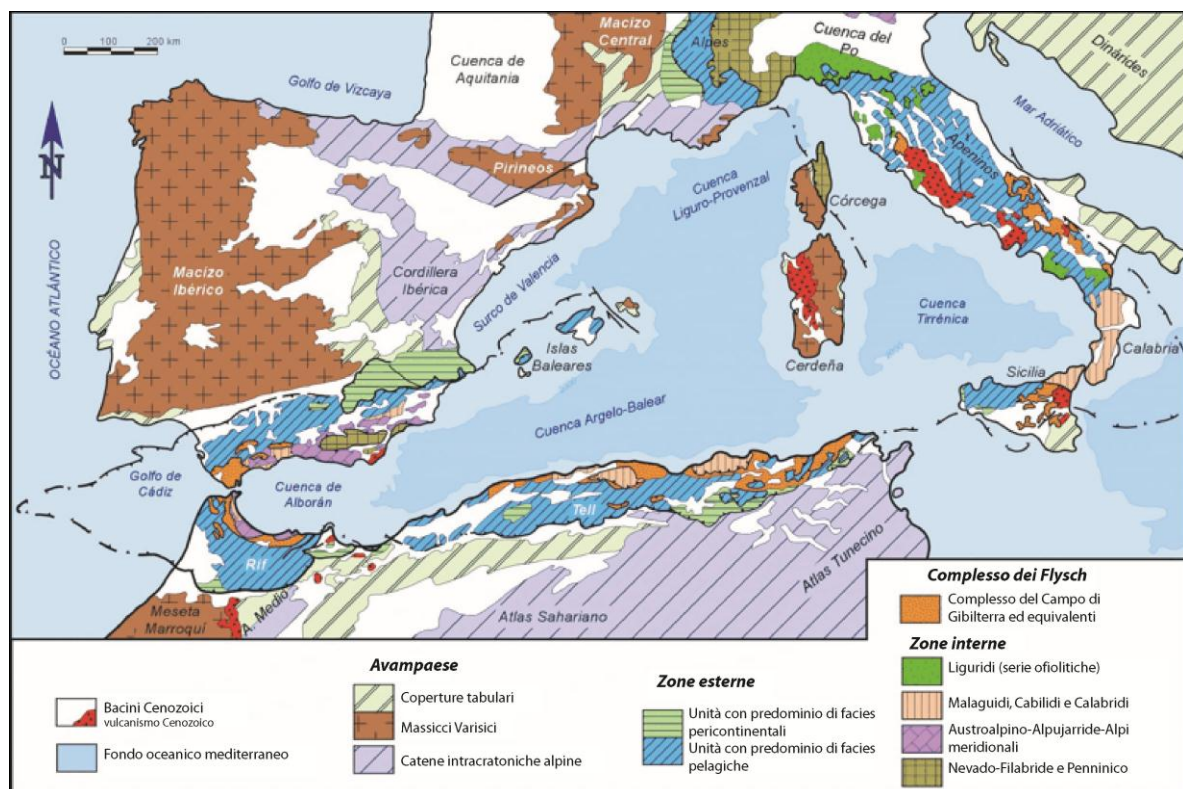 0 100 200 km
N
Golfo de Vizcaya
Cuenca de
Aquitania
Macizo
Central
Alpes
Cuenca del
Po
Dinárides
Mar Adriático
Apeninos
Pirineos
Cuenca
Liguro-Provenzal
Córcega
OCÉANO ATLÁNTICO
Macizo
Ibérico
Cordillera
Ibérica
Surco de Valencia
Islas
Baleares
Cerdeña
Cuenca
Tirrénica
Calabria
Sicilia
Cuenca Argelo-Balear
Golfo de
Cádiz
Cuenca de
Alborán
Rif
Tell
Meseta
Marroquí
A. Medio
Atlas Sahariano
Atlas Tunecino
Complesso dei Flysch
Complesso del Campo di
Gibilterra ed equivalenti
Zone interne
Liguridi (serie ofiolitiche)
Malaguidi, Cabilidi e Calabridi
Austroalpino-Alpujarride-Alpi
meridionali
Nevado-Filabride e Penninico
Zone esterne
Unità con predominio di facies
pericontinentali
Unità con predominio di facies
pelagiche
Avampaese
Coperture tabulari
Massicci Varisici
Catene intracratoniche alpine
Bacini Cenozoici
vulcanismo Cenozoico
Fondo oceanico mediterraneo